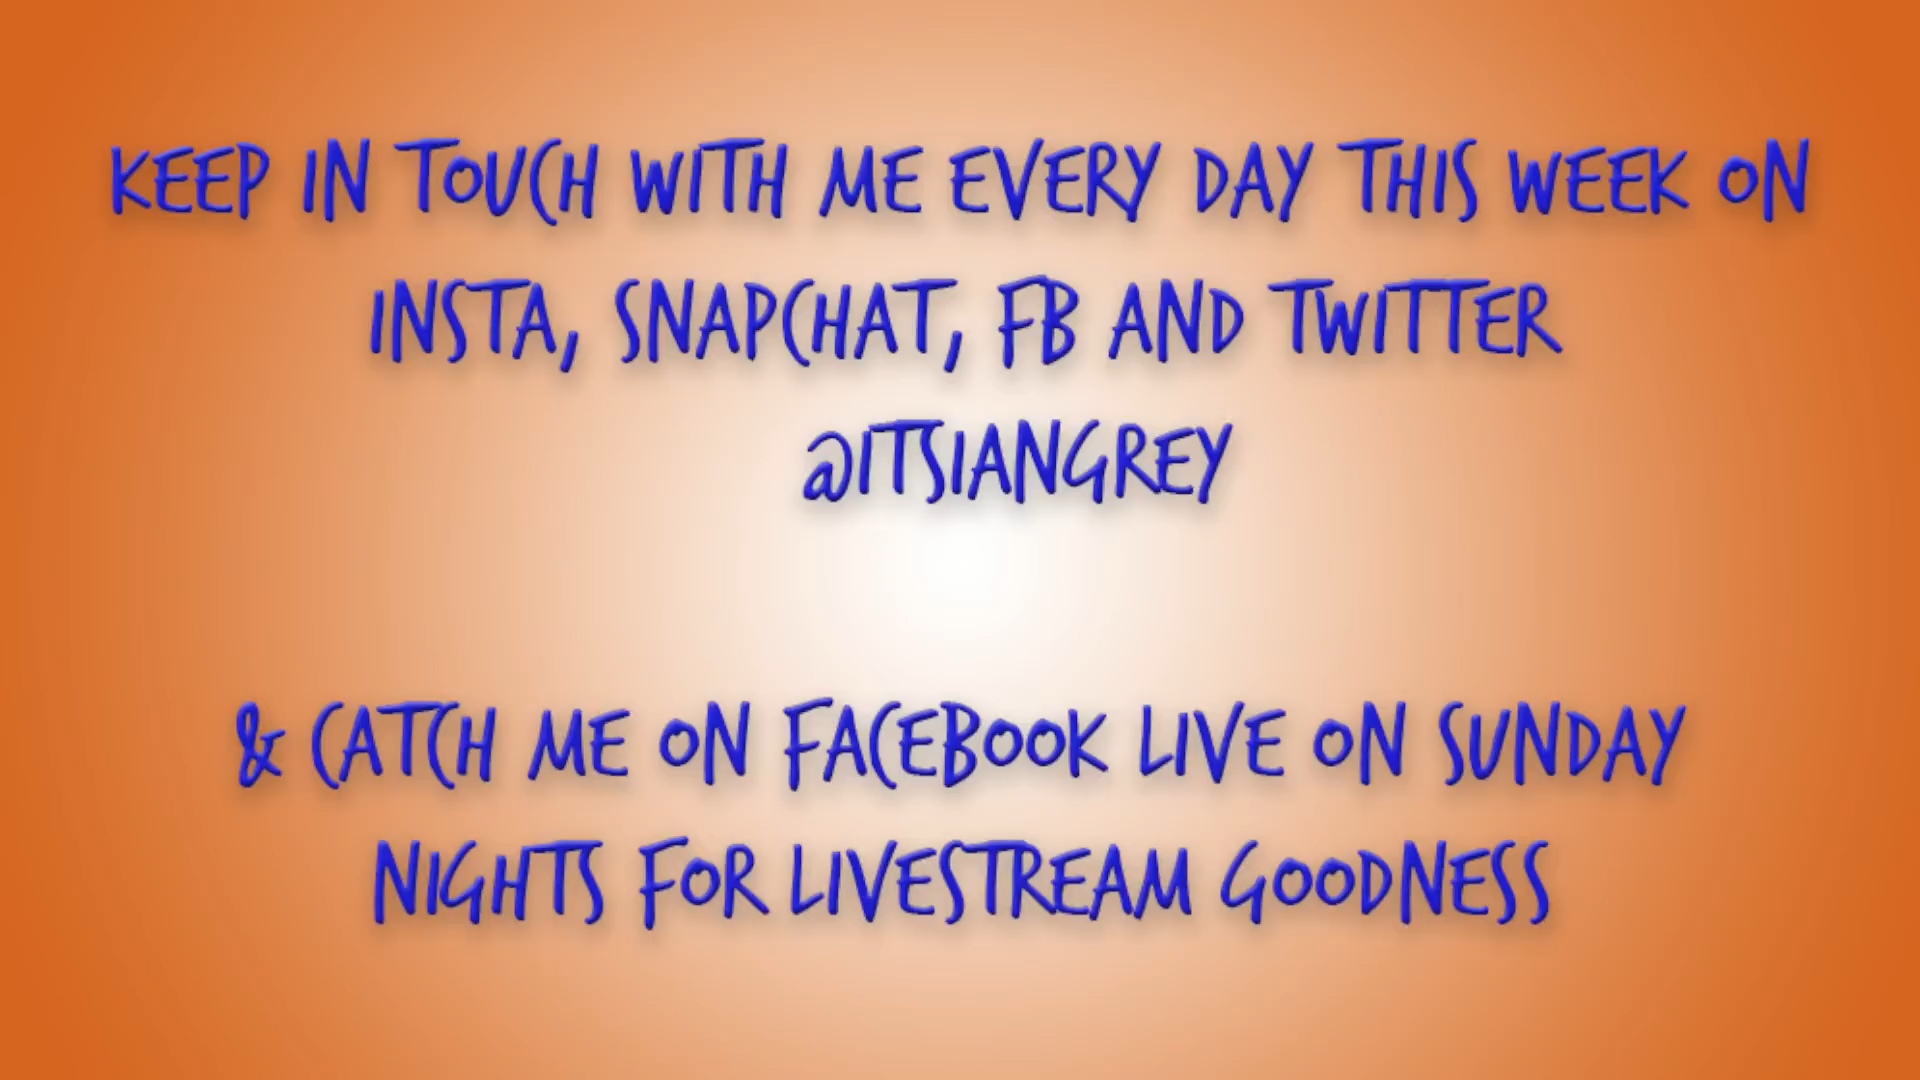 KEEP IN TOUCH WITH ME EVERY DAY THIS WEEK ON
INSTA, SNAPCHAT, FB AND TWITTER
@ITSIANGREY
& CATCH ME ON FACEBOOK LIVE ON SUNDAY
NIGHTS FOR LIVESTREAM GOODNESS